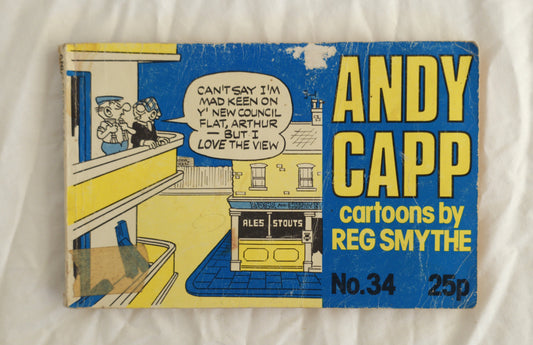 CAN'T SAY I'M
MAD KEEN ON
Y' NEW COUNCIL
FLAT, ARTHUR
— BUT I
LOVE THE VIEW
ALES STOUTS
ANDY
CAPP
cartoons by
REG SMYTHE
No.34 25p